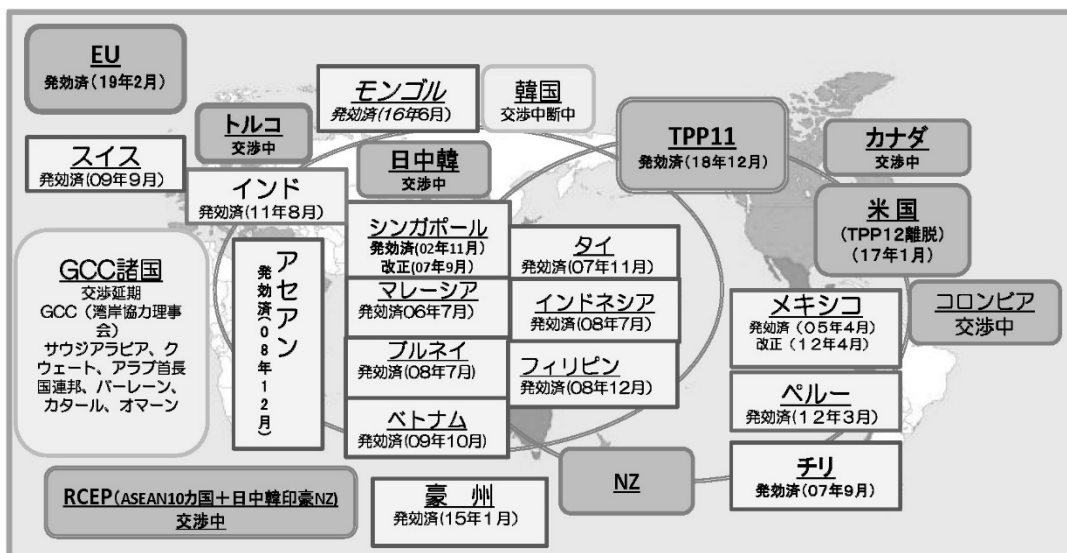 EU
発効済(19年2月)
モンゴル
発効済(16年6月)
韓国
交渉中断中
トルコ
交渉中
TPP11
発効済(18年12月)
カナダ
交渉中
スイス
発効済(09年9月)
日中韓
交渉中
インド
発効済(11年8月)
米国
(TPP12離脱)
(17年1月)
シンガポール
発効済(02年11月)
改正(07年9月)
タイ
発効済(07年11月)
GCC諸国
交渉延期
GCC(湾岸協力理事
会)
サウジアラビア、ク
ウェート、アラブ首長
国連邦、バーレーン、
カタール、オマーン
アセアン
発効済(08年12月)
マレーシア
発効済06年7月)
インドネシア
発効済(08年7月)
メキシコ
発効済(05年4月)
改正(12年4月)
コロンビア
交渉中
ブルネイ
発効済(08年7月)
フィリピン
発効済(08年12月)
ペルー
発効済(12年3月)
ベトナム
発効済(09年10月)
チリ
発効済(07年9月)
NZ
RCEP(ASEAN10カ国+日中韓印豪NZ)
交渉中
豪 州
発効済(15年1月)